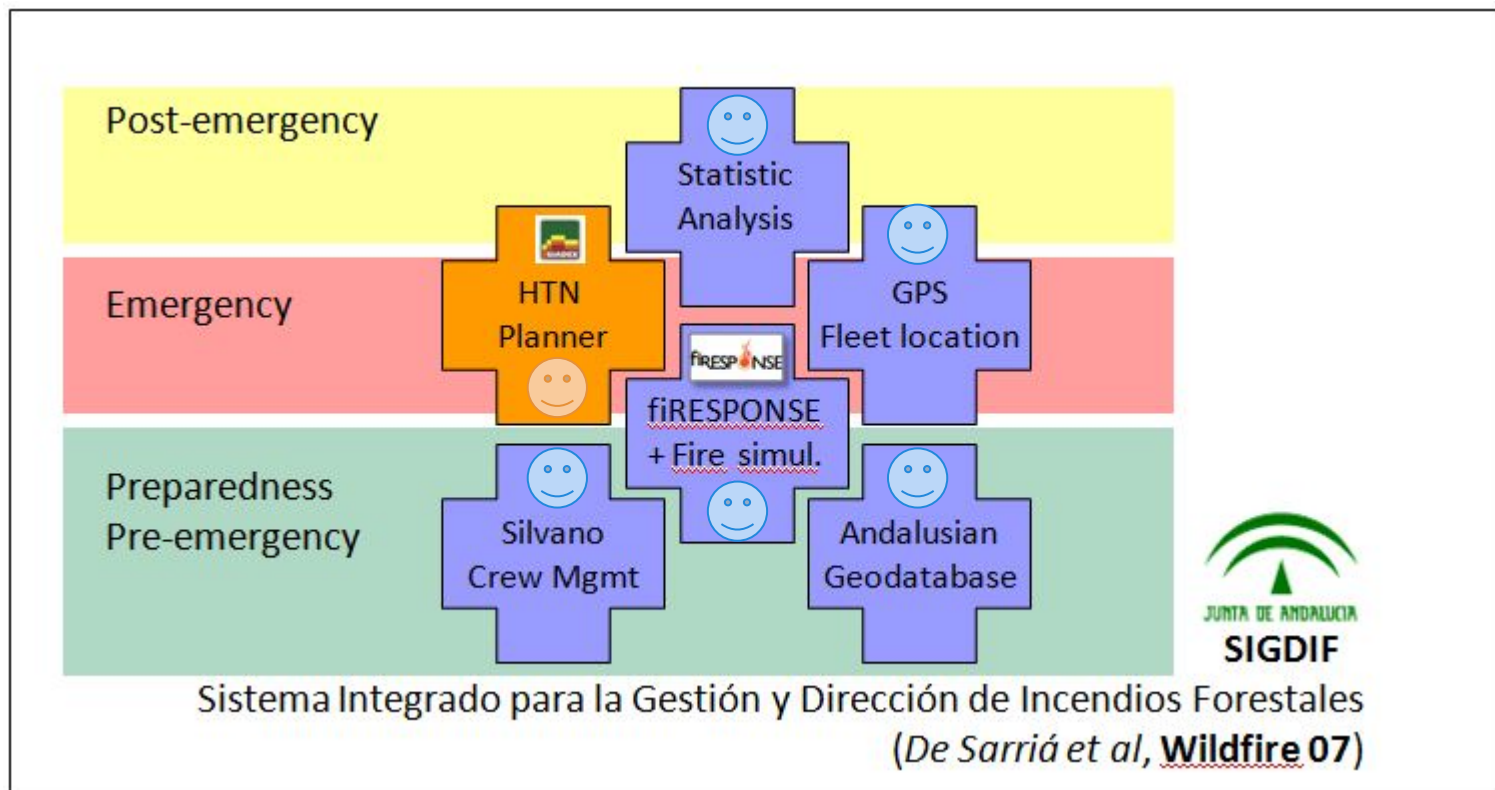 Post-emergency
Statistic
Analysis
Emergency
SIADEX
HTN
Planner
GPS
Fleet location
fiRESPONSE
fiRESPONSE
+ Fire simul.
Preparedness
Pre-emergency
Silvano
Crew Mgmt
Andalusian
Geodatabase
JUNTA DE ANDALUCIA
SIGDIF
Sistema Integrado para la Gestión y Dirección de Incendios Forestales
(De Sarriá et al, Wildfire 07)